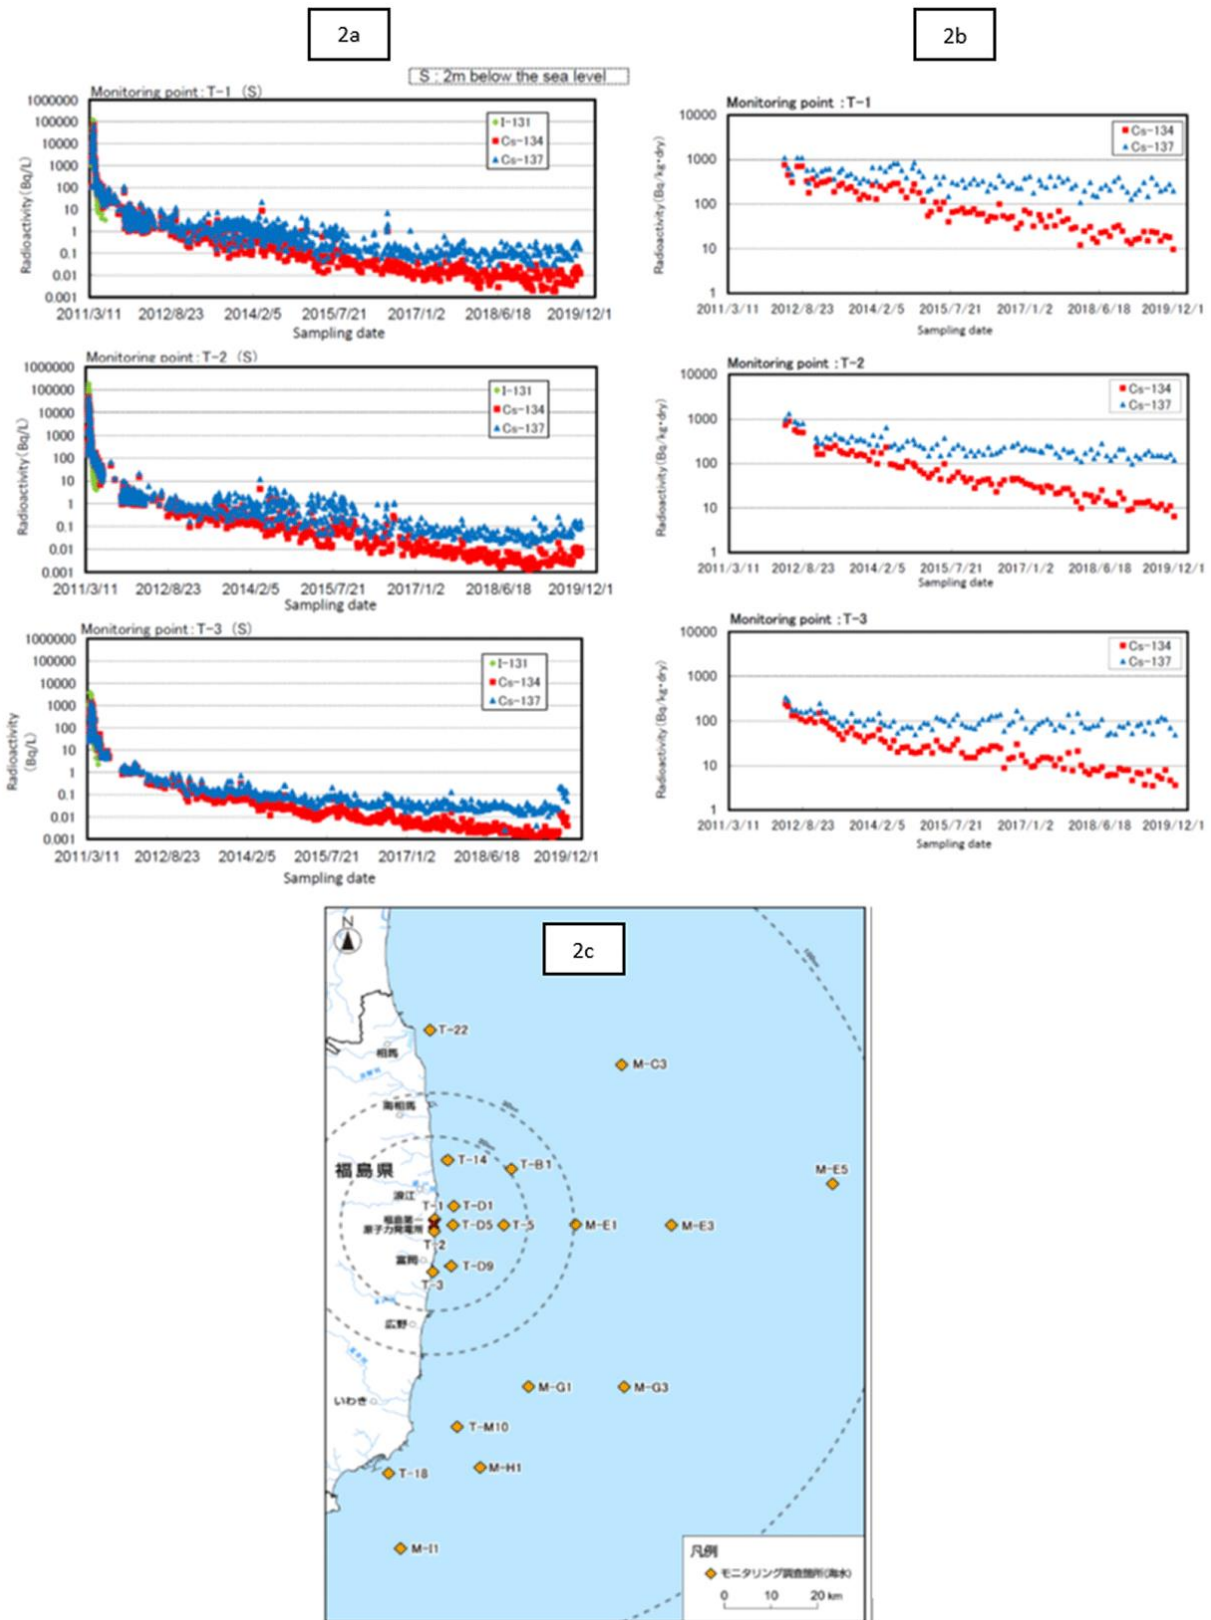 2a
S : 2m below the sea level
Monitoring point：T-1（S）
Radioactivity（Bq/L）
1000000
100000
10000
1000
100
10
1
0.1
0.01
0.001
I-131
Cs-134
Cs-137
2011/3/11 2012/8/23 2014/2/5 2015/7/21 2017/1/2 2018/6/18 2019/12/1
Sampling date
Monitoring point：T-2（S）
Radioactivity（Bq/L）
1000000
100000
10000
1000
100
10
1
0.1
0.01
0.001
I-131
Cs-134
Cs-137
2011/3/11 2012/8/23 2014/2/5 2015/7/21 2017/1/2 2018/6/18 2019/12/1
Sampling date
Monitoring point：T-3（S）
Radioactivity
（Bq/L）
1000000
100000
10000
1000
100
10
1
0.1
0.01
0.001
I-131
Cs-134
Cs-137
2011/3/11 2012/8/23 2014/2/5 2015/7/21 2017/1/2 2018/6/18 2019/12/1
Sampling date
2b
Monitoring point ：T-1
Radioactivity（Bq/kg・dry）
10000
1000
100
10
1
Cs-134
Cs-137
2011/3/11 2012/8/23 2014/2/5 2015/7/21 2017/1/2 2018/6/18 2019/12/1
Sampling date
Monitoring point ：T-2
Radioactivity（Bq/kg・dry）
10000
1000
100
10
1
Cs-134
Cs-137
2011/3/11 2012/8/23 2014/2/5 2015/7/21 2017/1/2 2018/6/18 2019/12/1
Sampling date
Monitoring point ：T-3
Radioactivity（Bq/kg・dry）
10000
1000
100
10
1
Cs-134
Cs-137
2011/3/11 2012/8/23 2014/2/5 2015/7/21 2017/1/2 2018/6/18 2019/12/1
Sampling date
2c
N
T-22
相馬
M-C3
南相馬
T-14
T-B1
福島県
M-E5
浪江
T-1
T-D1
福島第一
原子力発電所
T-D5
T-5
M-E1
M-E3
T-2
富岡
T-D9
T-3
広野
M-G1
M-G3
いわき
T-M10
M-H1
T-18
M-I1
凡例
モニタリング調査箇所(海水)
0 10 20 km